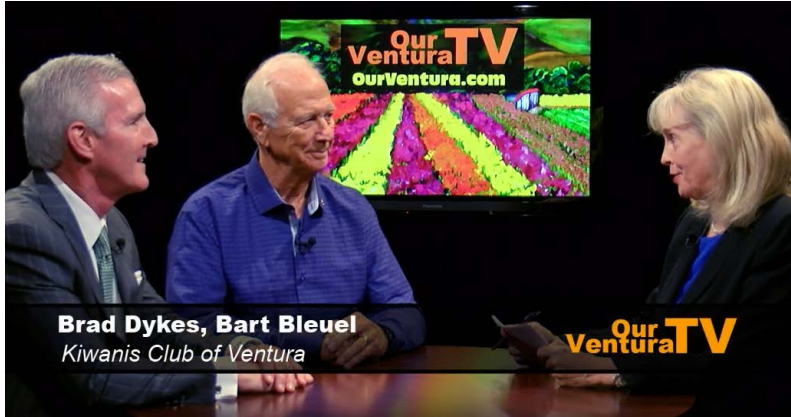 Our
VenturaTV
OurVentura.com
Brad Dykes, Bart Bleuel
Kiwanis Club of Ventura
Our
VenturaTV